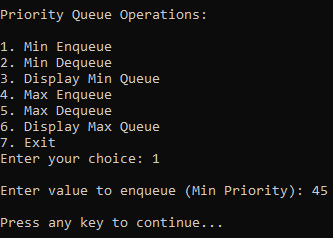 Priority Queue Operations:
1. Min Enqueue
2. Min Dequeue
3. Display Min Queue
4. Max Enqueue
5. Max Dequeue
6. Display Max Queue
7. Exit
Enter your choice: 1
Enter value to enqueue (Min Priority): 45
Press any key to continue...